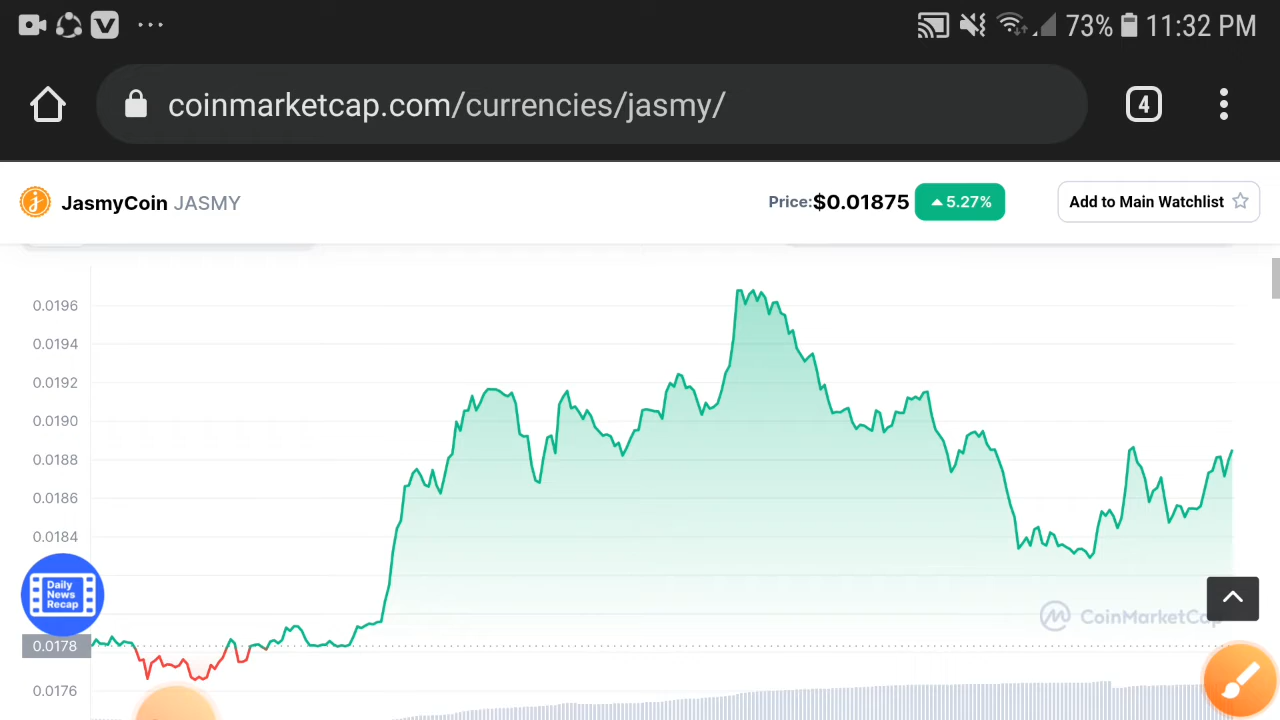 73% 11:32 PM
coinmarketcap.com/currencies/jasmy/
4
JasmyCoin JASMY
Price:$0.01875 5.27%
Add to Main Watchlist
0.0196
0.0194
0.0192
0.0190
0.0188
0.0186
0.0184
Daily
News
Recap
CoinMarketCap
0.0178
0.0176